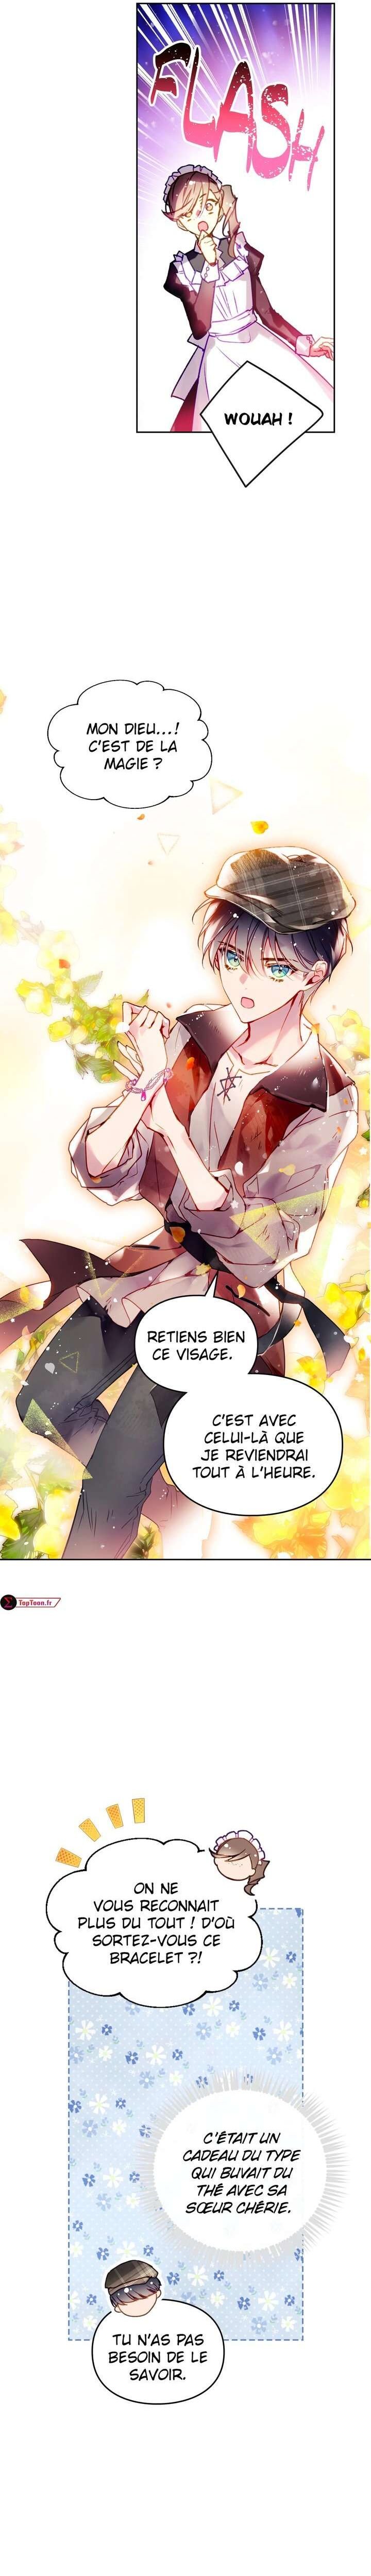 FLASH
WOUAH !
MON DIEU...!
C'EST DE LA
MAGIE ?
RETIENS BIEN
CE VISAGE.
C'EST AVEC
CELUI-LÀ QUE
JE REVIENDRAI
TOUT À L'HEURE.
TopToon.fr
ON NE
VOUS RECONNAIT
PLUS DU TOUT ! D'OÙ
SORTEZ-VOUS CE
BRACELET ?!
C'ÉTAIT UN
CADEAU DU TYPE
QUI BUVAIT DU
THÉ AVEC SA
SŒUR CHÉRIE.
TU N'AS PAS
BESOIN DE LE
SAVOIR.